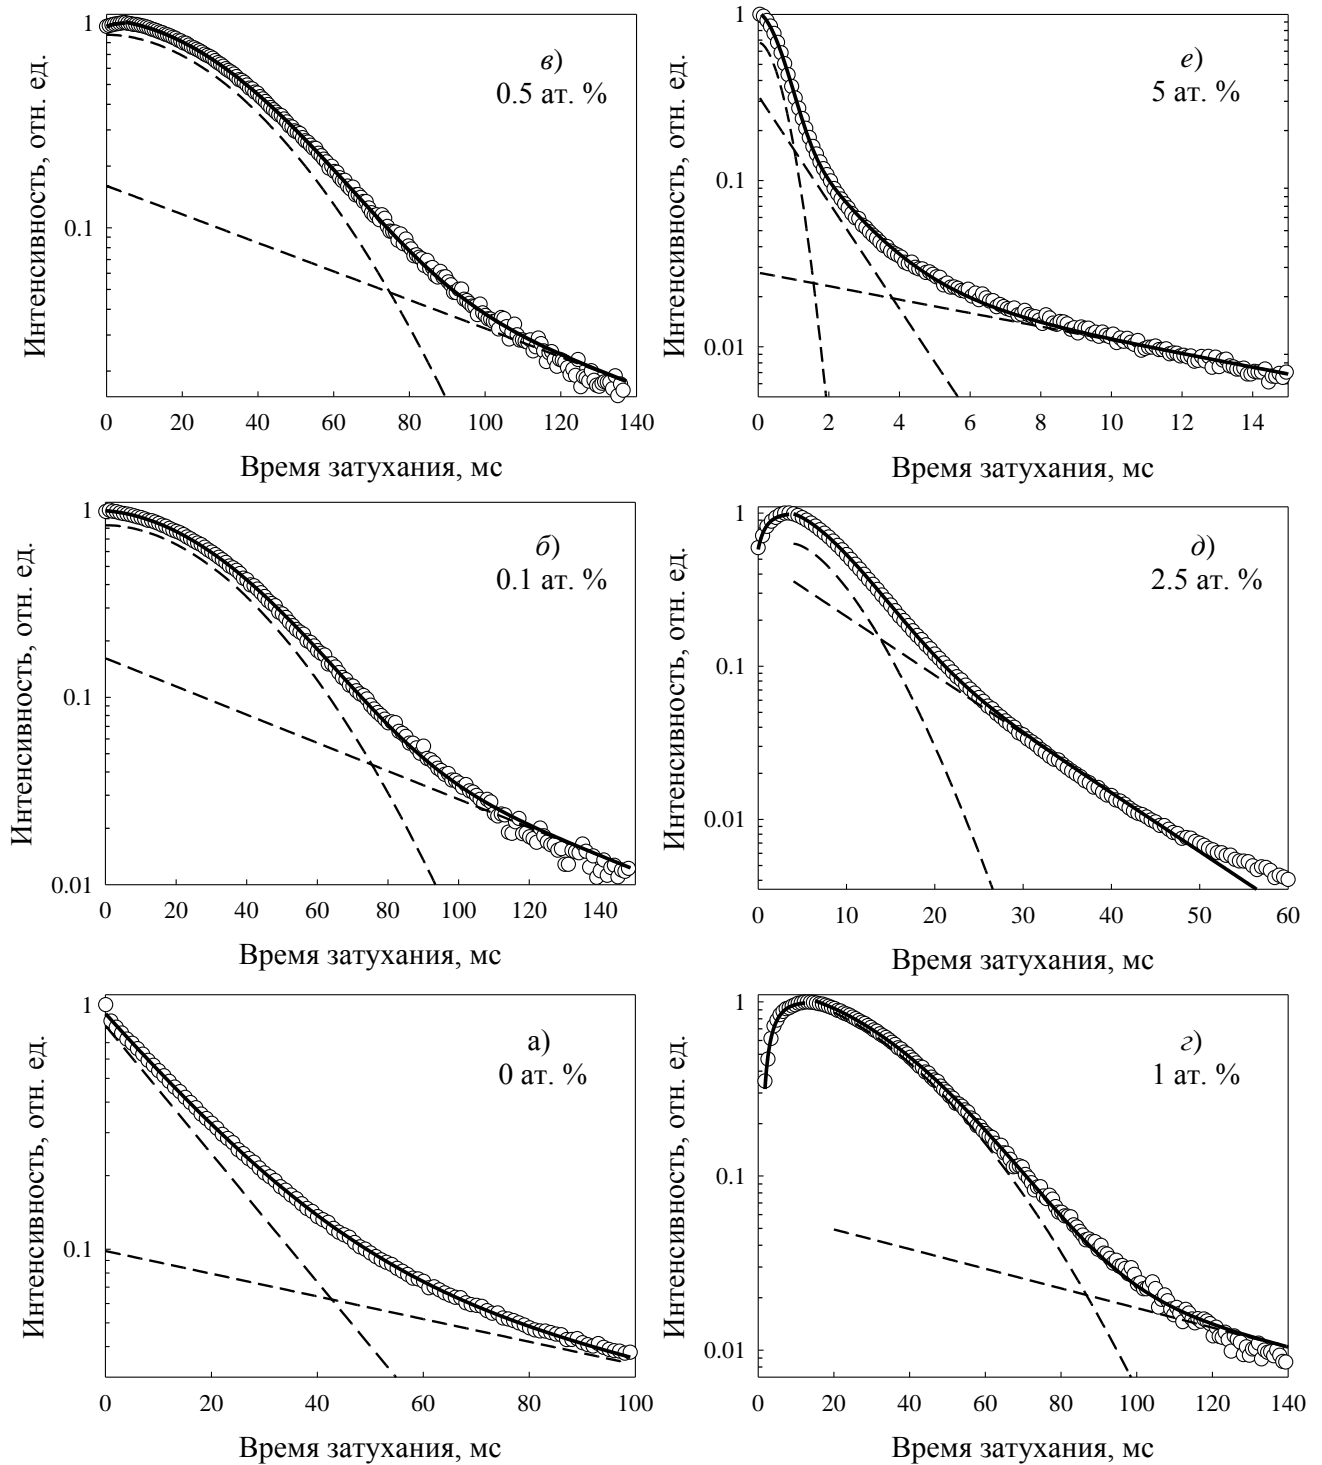 Интенсивность, отн. ед.
1
0.1
в)
0.5 ат. %
0 20 40 60 80 100 120 140
Время затухания, мс
Интенсивность, отн. ед.
1
0.1
0.01
е)
5 ат. %
0 2 4 6 8 10 12 14
Время затухания, мс
Интенсивность, отн. ед.
1
0.1
0.01
б)
0.1 ат. %
0 20 40 60 80 100 120 140
Время затухания, мс
Интенсивность, отн. ед.
1
0.1
0.01
д)
2.5 ат. %
0 10 20 30 40 50 60
Время затухания, мс
Интенсивность, отн. ед.
1
0.1
а)
0 ат. %
0 20 40 60 80 100
Время затухания, мс
Интенсивность, отн. ед.
1
0.1
0.01
г)
1 ат. %
0 20 40 60 80 100 120 140
Время затухания, мс